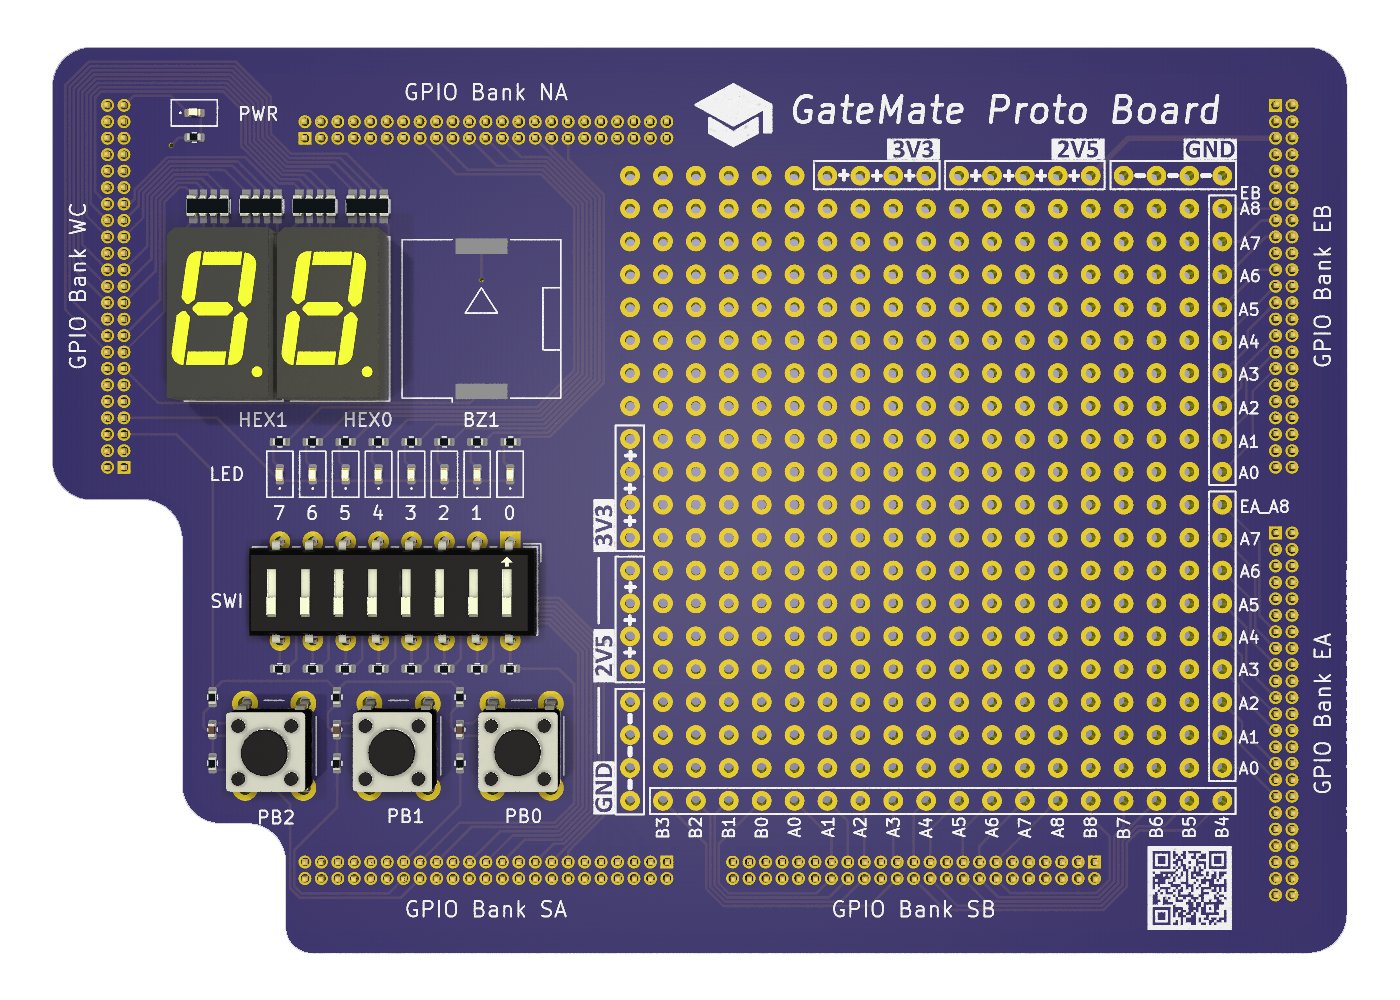 GateMate Proto Board
GPIO Bank NA
PWR
3V3
2V5
GND
GPIO Bank WC
EB
A8
A7
A6
A5
A4
A3
A2
A1
A0
GPIO Bank EB
HEX1
HEX0
BZ1
LED
7 6 5 4 3 2 1 0
SWI
3V3
2V5
GND
EA_A8
A7
A6
A5
A4
A3
A2
A1
A0
GPIO Bank EA
PB2
PB1
PB0
B3 B2 B1 B0 A0 A1 A2 A3 A4 A5 A6 A7 A8 B8 B7 B6 B5 B4
GPIO Bank SA
GPIO Bank SB